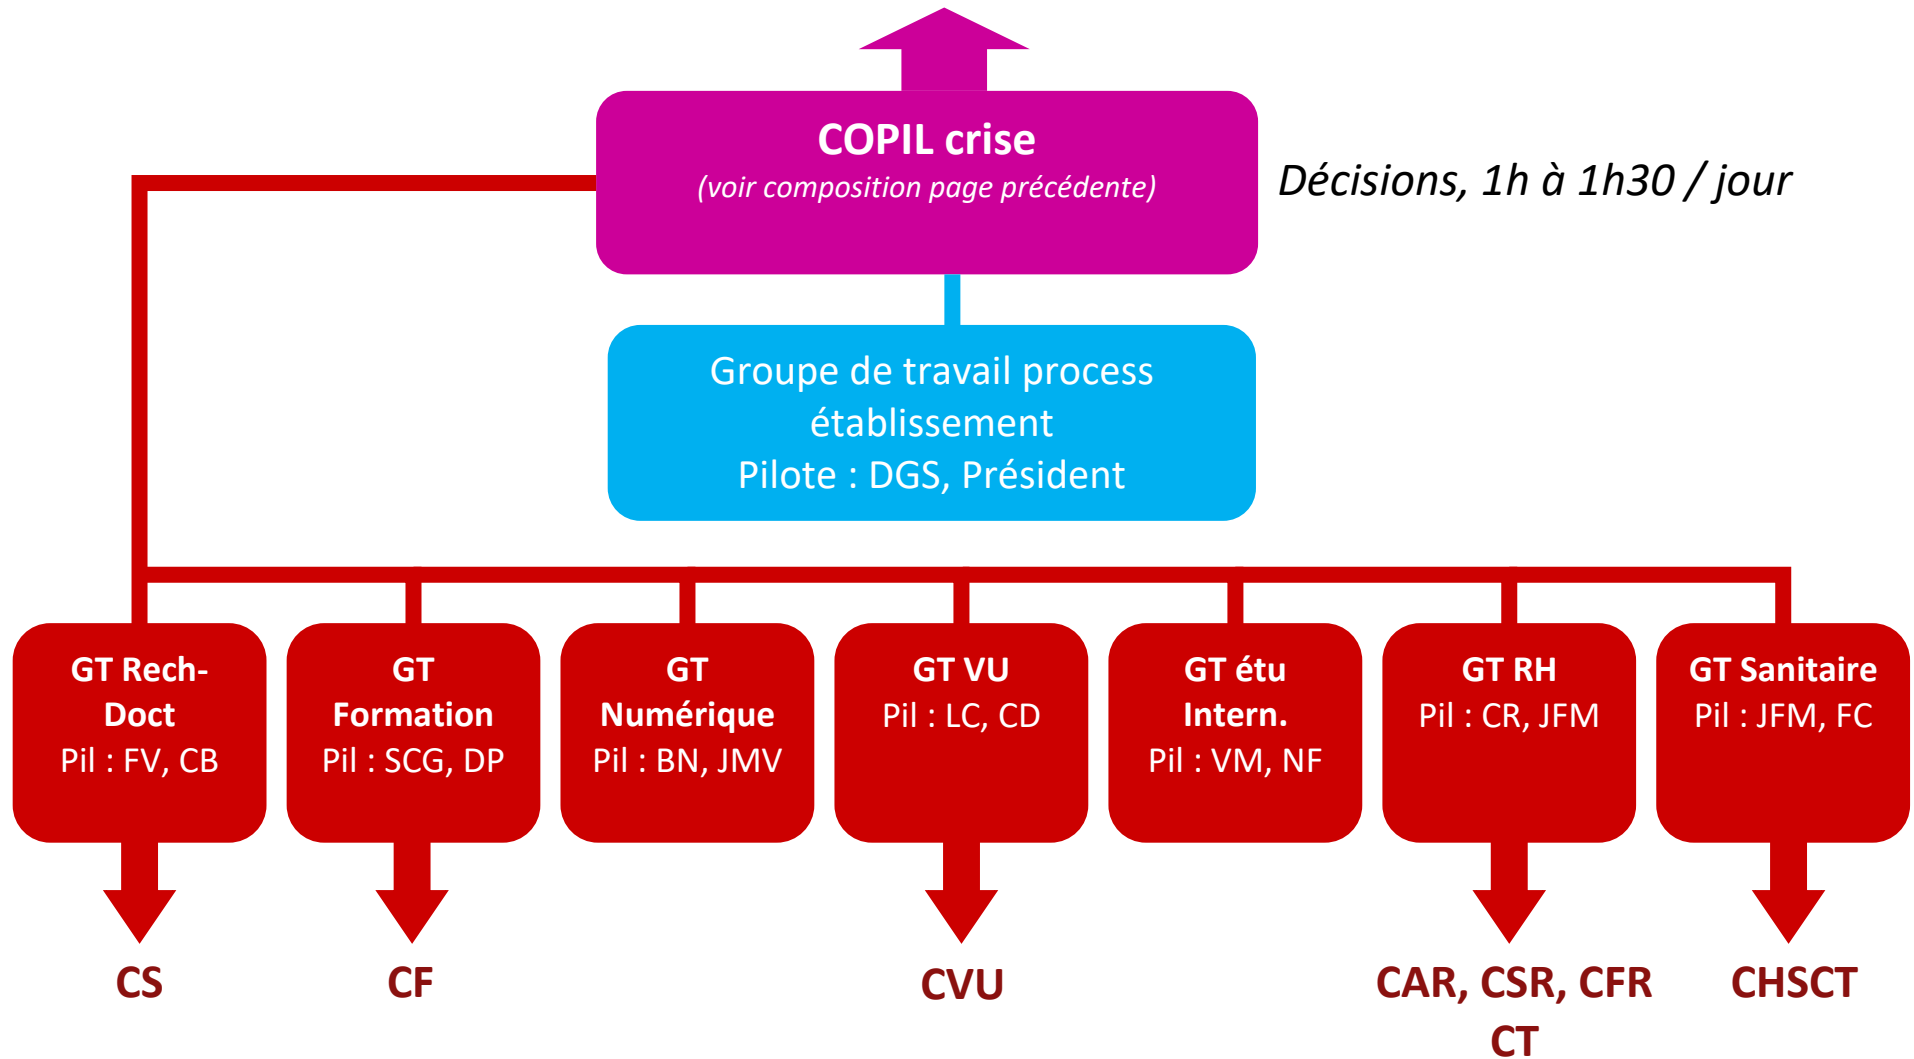 COPIL crise
(voir composition page précédente)
Décisions, 1h à 1h30 / jour
Groupe de travail process
établissement
Pilote : DGS, Président
GT Rech-
Doct
Pil : FV, CB
GT
Formation
Pil : SCG, DP
GT
Numérique
Pil : BN, JMV
GT VU
Pil : LC, CD
GT étu
Intern.
Pil : VM, NF
GT RH
Pil : CR, JFM
GT Sanitaire
Pil : JFM, FC
CS
CF
CVU
CAR, CSR, CFR
CT
CHSCT